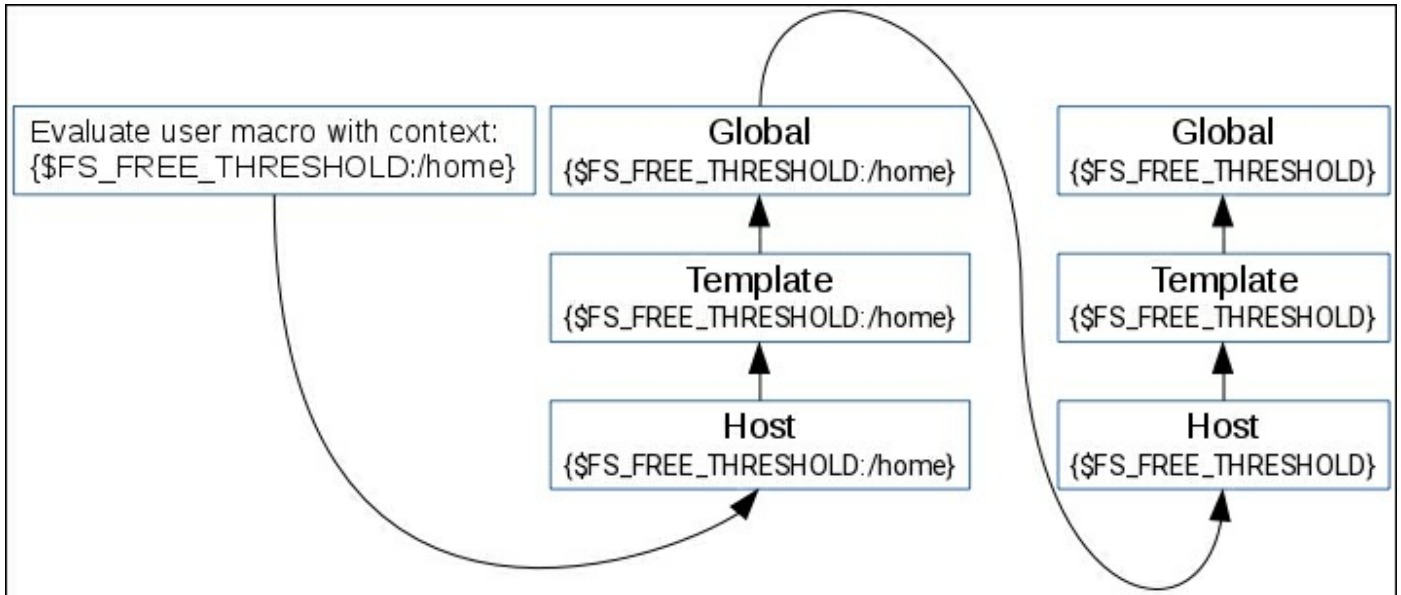 Evaluate user macro with context:
{$FS_FREE_THRESHOLD:/home}
Global
{$FS_FREE_THRESHOLD:/home}
Template
{$FS_FREE_THRESHOLD:/home}
Host
{$FS_FREE_THRESHOLD:/home}
Global
{$FS_FREE_THRESHOLD}
Template
{$FS_FREE_THRESHOLD}
Host
{$FS_FREE_THRESHOLD}